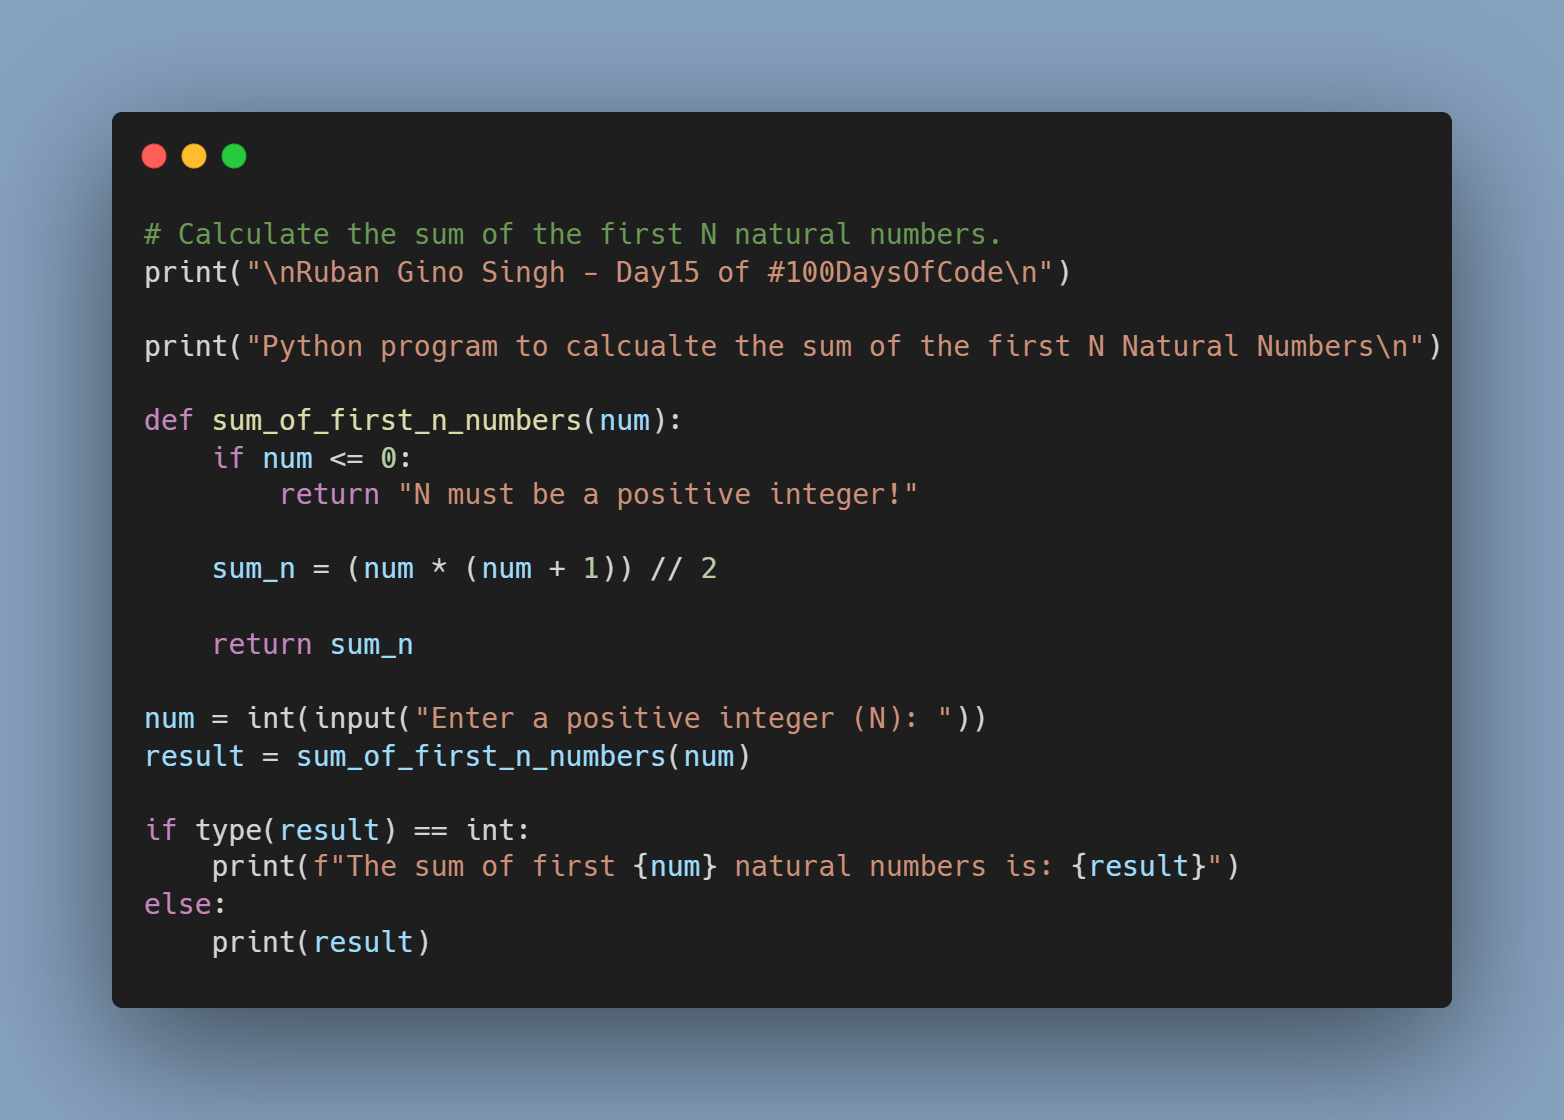 # Calculate the sum of the first N natural numbers.
print("\nRuban Gino Singh - Day15 of #100DaysOfCode\n")
print("Python program to calcualte the sum of the first N Natural Numbers\n")
def sum_of_first_n_numbers(num):
    if num <= 0:
        return "N must be a positive integer!"
    sum_n = (num * (num + 1)) // 2
    return sum_n
num = int(input("Enter a positive integer (N): "))
result = sum_of_first_n_numbers(num)
if type(result) == int:
    print(f"The sum of first {num} natural numbers is: {result}")
else:
    print(result)